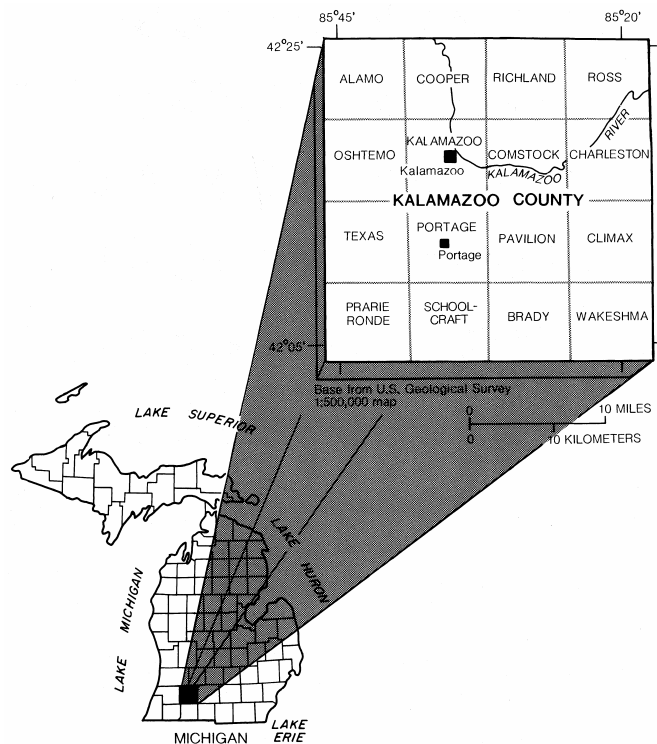 85°45'
85°20'
42°25'
ALAMO
COOPER
RICHLAND
ROSS
RIVER
KALAMAZOO
OSHTEMO
COMSTOCK
CHARLESTON
Kalamazoo
KALAMAZOO
KALAMAZOO COUNTY
TEXAS
PORTAGE
PAVILION
CLIMAX
Portage
PRARIE
RONDE
SCHOOL-
CRAFT
BRADY
WAKESHMA
42°05'
Base from U.S. Geological Survey
1:500,000 map
0 10 MILES
0 10 KILOMETERS
LAKE SUPERIOR
LAKE HURON
LAKE MICHIGAN
LAKE
ERIE
MICHIGAN